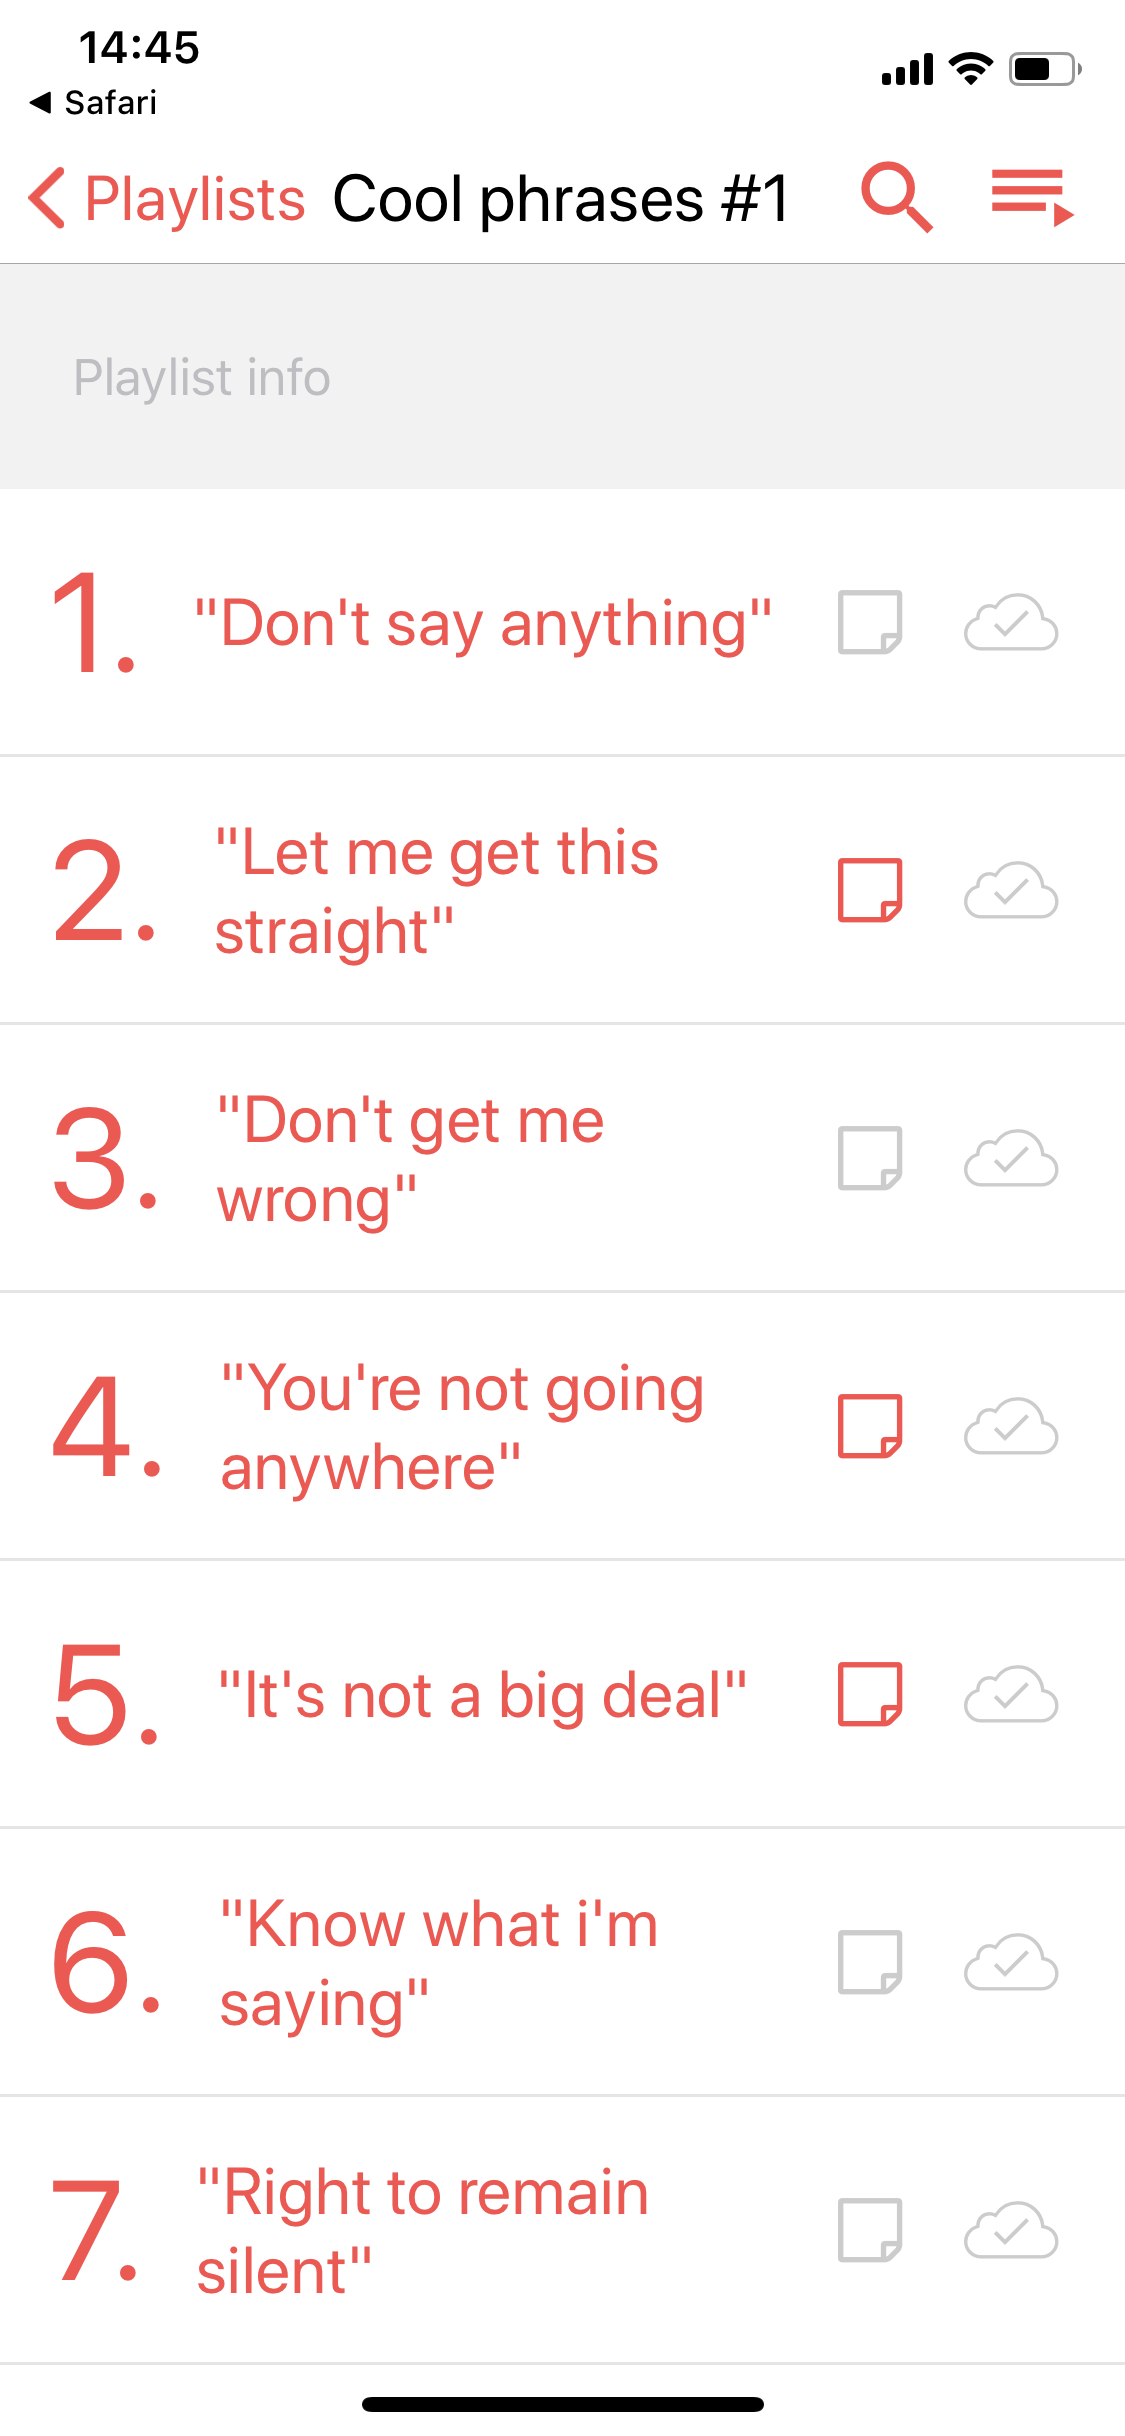 14:45
◀ Safari
Playlists Cool phrases #1
Playlist info
1. "Don't say anything"
2. "Let me get this
straight"
3. "Don't get me
wrong"
4. "You're not going
anywhere"
5. "It's not a big deal"
6. "Know what i'm
saying"
7. "Right to remain
silent"